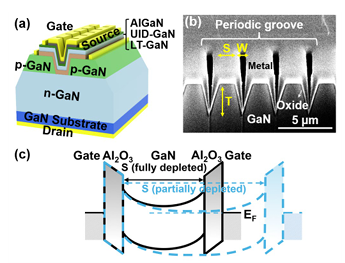 (a)
Gate
Source
AlGaN
UID-GaN
LT-GaN
p-GaN
p-GaN
n-GaN
GaN Substrate
Drain
(b)
Periodic groove
S W
Metal
T
Oxide
GaN
5 μm
(c)
Gate Al₂O₃ GaN Al₂O₃ Gate
S (fully depleted)
S (partially depleted)
E_F